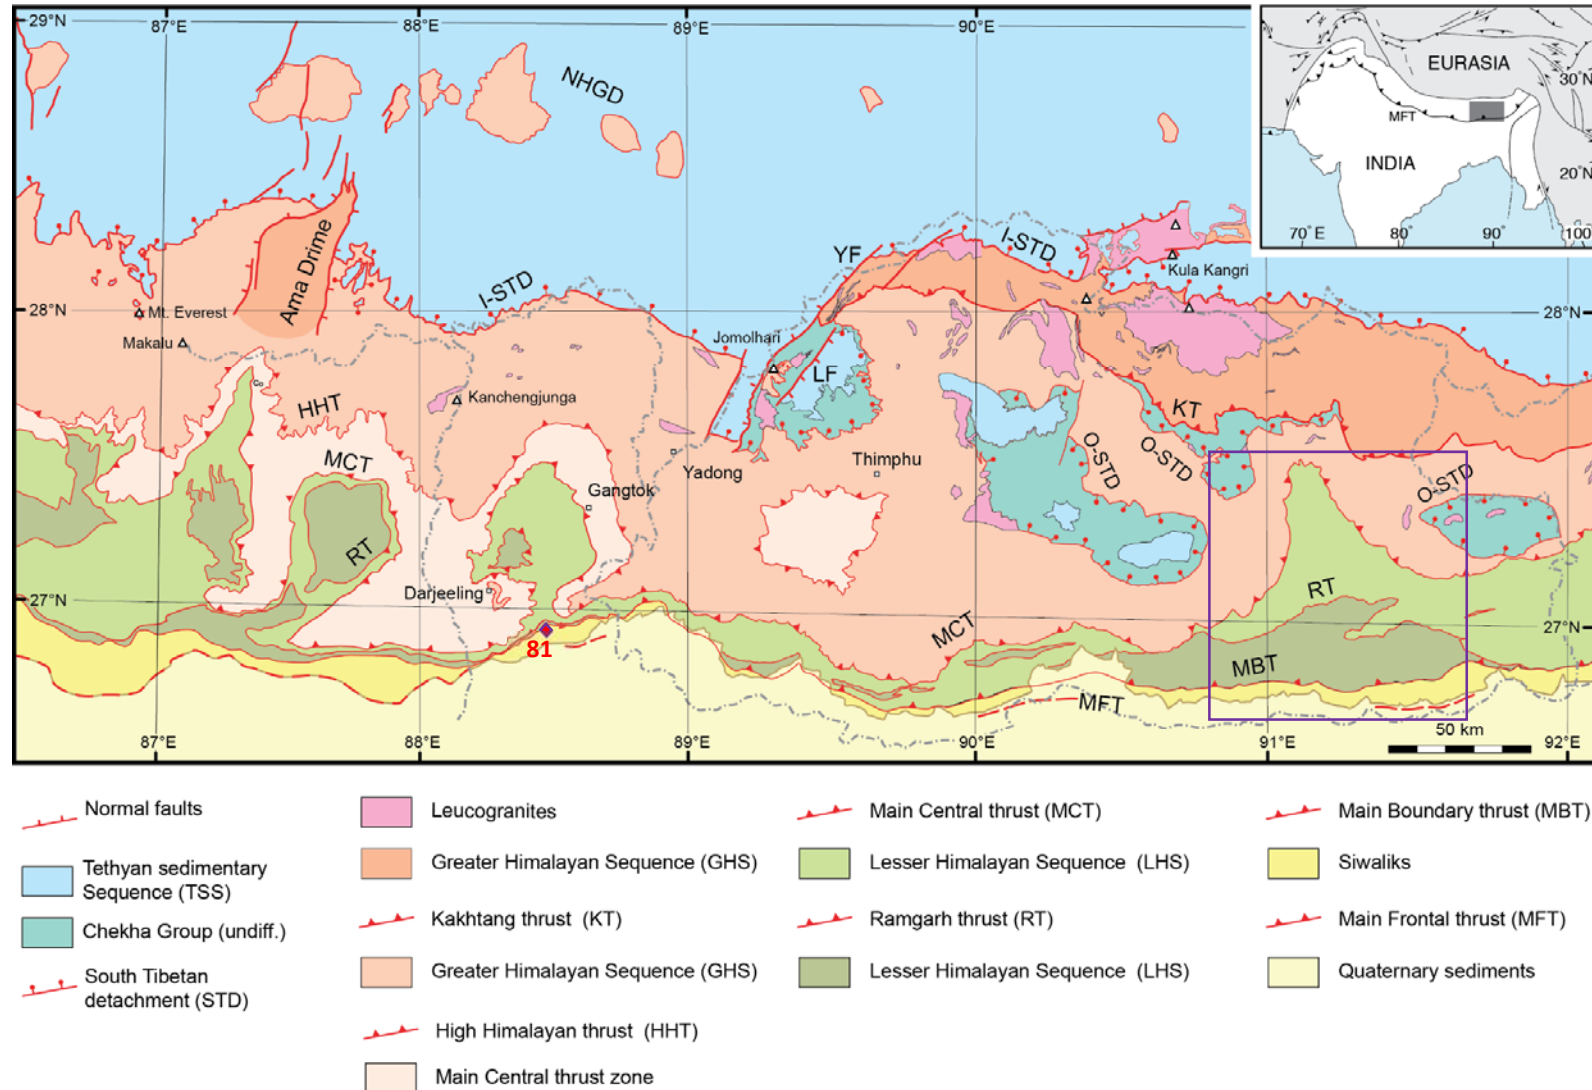 29°N
87°E
88°E
89°E
90°E
NHGD
EURASIA
30°N
MFT
INDIA
20°N
70°E
80°
90°
100°
Ama Drime
YF
I-STD
I-STD
Kula Kangri
28°N
28°N
Mt. Everest
Makalu
Jomolhari
LF
Kanchengjunga
HHT
KT
MCT
Yadong
Thimphu
O-STD
O-STD
O-STD
Gangtok
RT
Darjeeling
RT
27°N
27°N
81
MCT
MBT
MFT
50 km
87°E
88°E
89°E
90°E
91°E
92°E
Normal faults
Tethyan sedimentary
Sequence (TSS)
Chekha Group (undiff.)
South Tibetan
detachment (STD)
Leucogranites
Greater Himalayan Sequence (GHS)
Kakhtang thrust (KT)
Greater Himalayan Sequence (GHS)
High Himalayan thrust (HHT)
Main Central thrust zone
Main Central thrust (MCT)
Lesser Himalayan Sequence (LHS)
Ramgarh thrust (RT)
Lesser Himalayan Sequence (LHS)
Main Boundary thrust (MBT)
Siwaliks
Main Frontal thrust (MFT)
Quaternary sediments